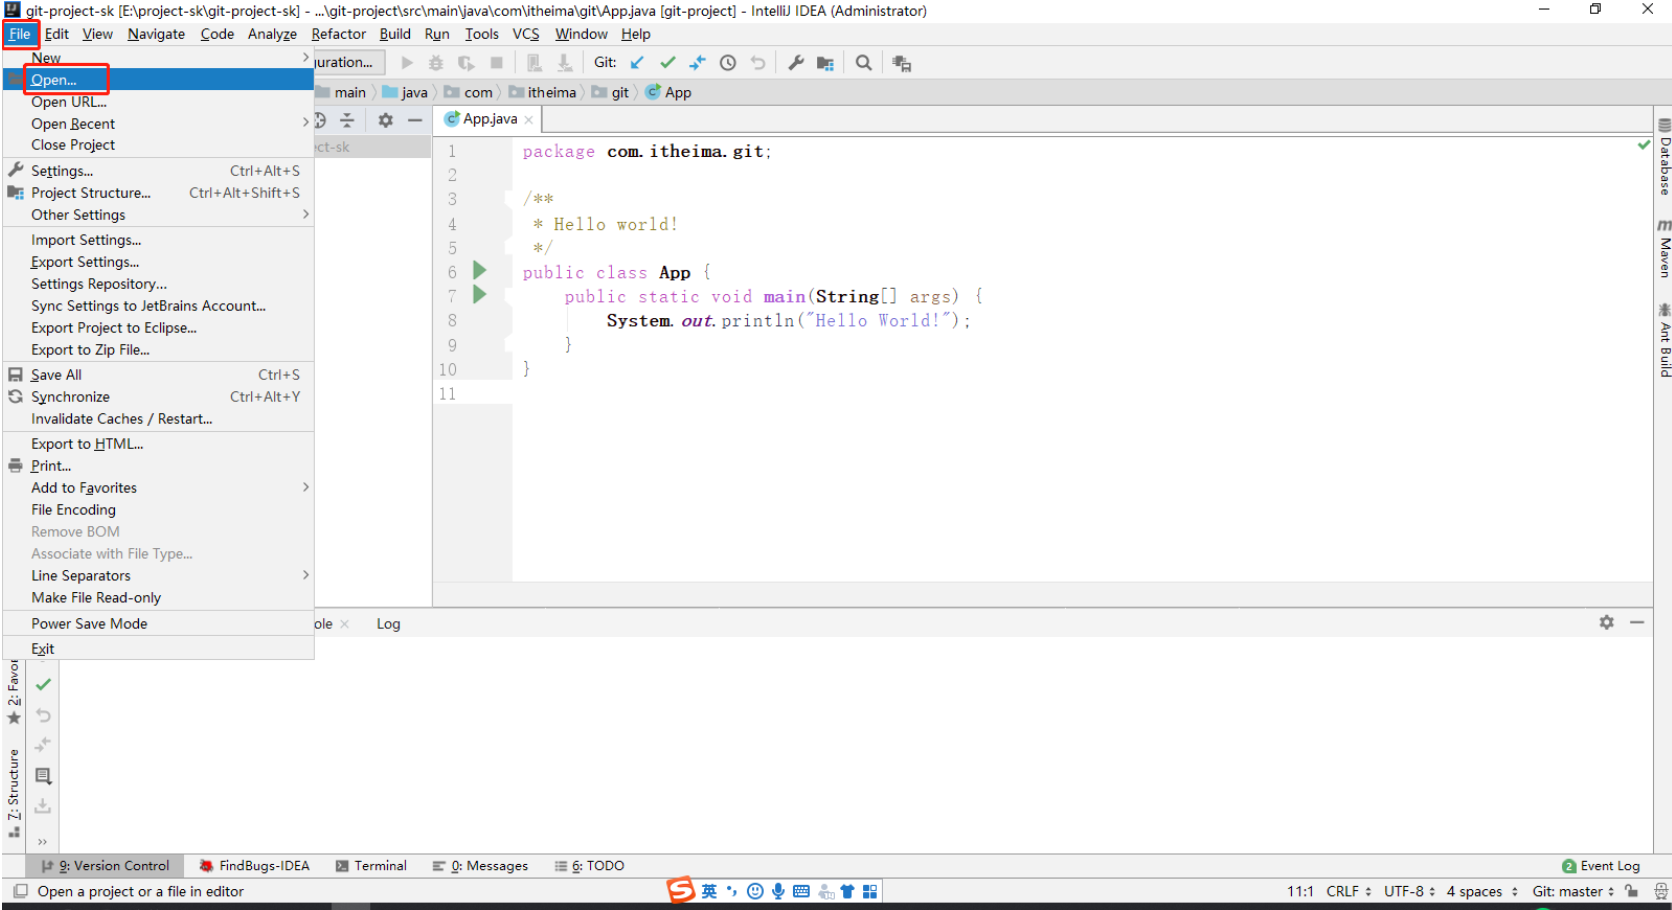 git-project-sk [E:\project-sk\git-project-sk] - ...\git-project\src\main\java\com\itheima\git\App.java [git-project] - IntelliJ IDEA (Administrator)
File Edit View Navigate Code Analyze Refactor Build Run Tools VCS Window Help
New
uration... Git:
Open...
main java com itheima git App
Open URL...
Open Recent
App.java
Close Project
ect-sk
Settings... Ctrl+Alt+S
Project Structure... Ctrl+Alt+Shift+S
Other Settings
Import Settings...
Export Settings...
Settings Repository...
Sync Settings to JetBrains Account...
Export Project to Eclipse...
Export to Zip File...
Save All Ctrl+S
Synchronize Ctrl+Alt+Y
Invalidate Caches / Restart...
Export to HTML...
Print...
Add to Favorites
File Encoding
Remove BOM
Associate with File Type...
Line Separators
Make File Read-only
Power Save Mode
Exit
1 package com.itheima.git;
2
3 /**
4 * Hello world!
5 */
6 public class App {
7 public static void main(String[] args) {
8 System.out.println("Hello World!");
9 }
10 }
11
Database
Maven
Ant Build
ole Log
2: Favor
7: Structure
9: Version Control FindBugs-IDEA Terminal 0: Messages 6: TODO 2 Event Log
Open a project or a file in editor
英
11:1 CRLF UTF-8 4 spaces Git: master